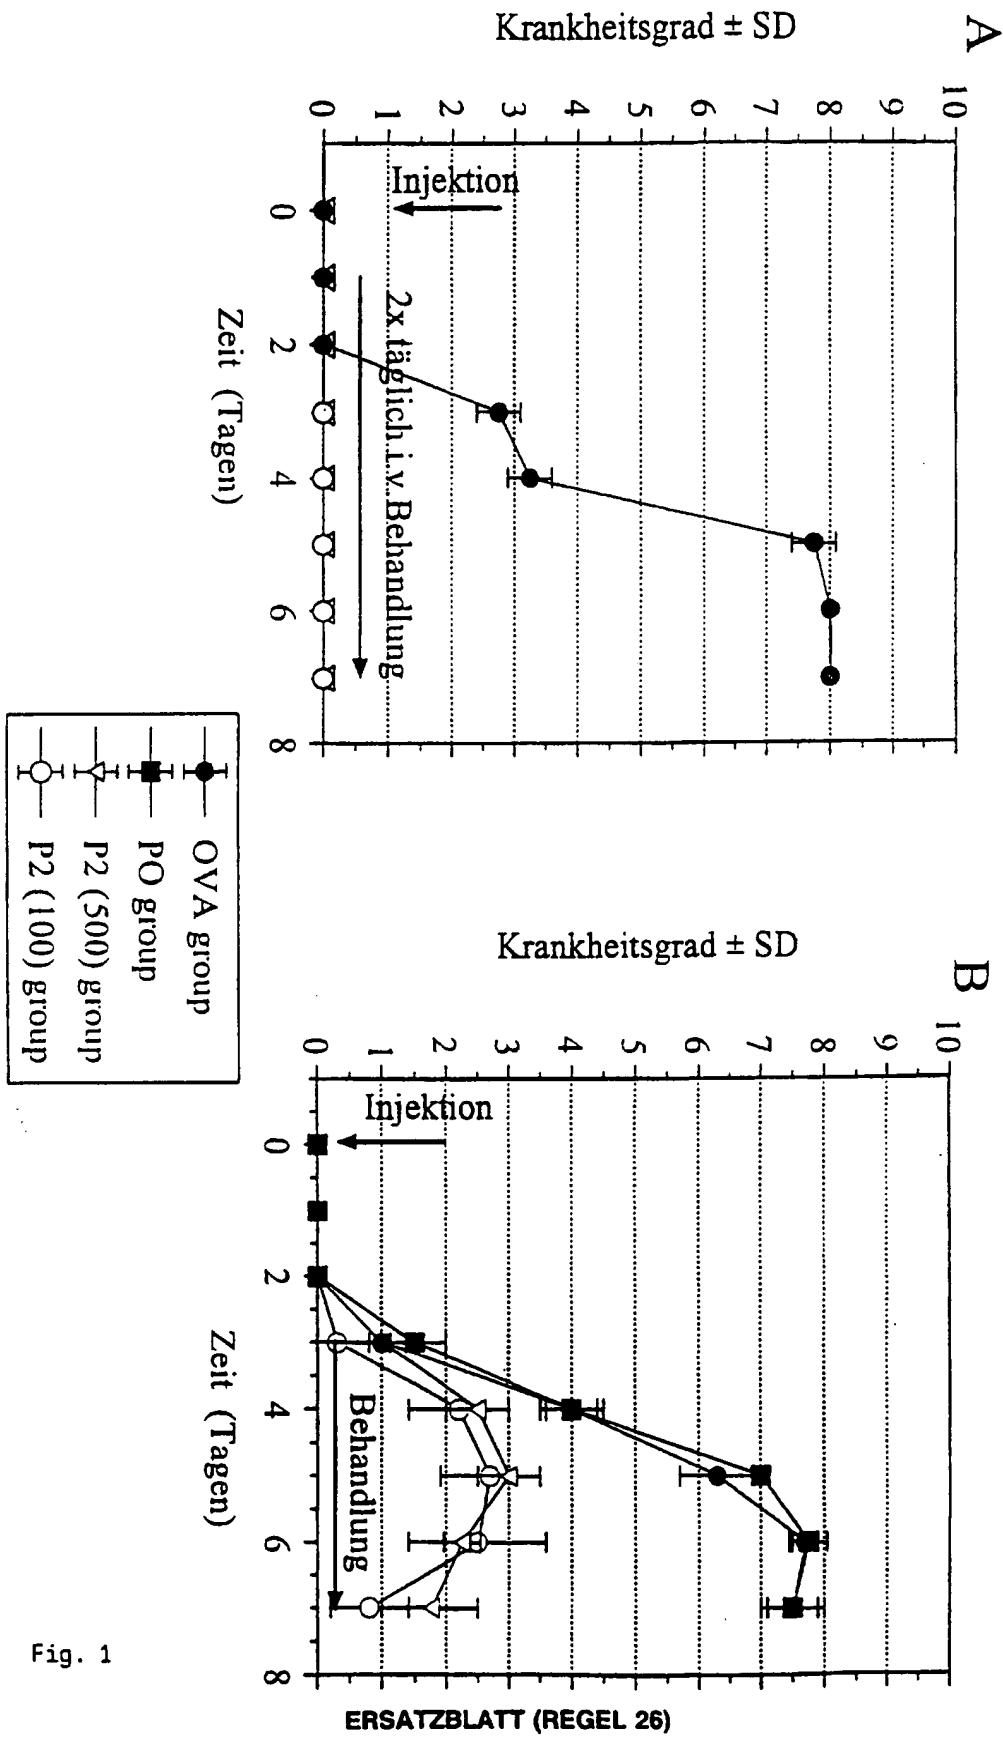 A
Krankheitsgrad ± SD
10
9
8
7
6
5
4
3
2
1
0
Injektion
2x täglich i.v. Behandlung
0
2
4
6
8
Zeit (Tagen)
OVA group
PO group
P2 (500) group
P2 (100) group
B
Krankheitsgrad ± SD
10
9
8
7
6
5
4
3
2
1
0
Injektion
Behandlung
0
2
4
6
8
Zeit (Tagen)
Fig. 1
ERSATZBLATT (REGEL 26)